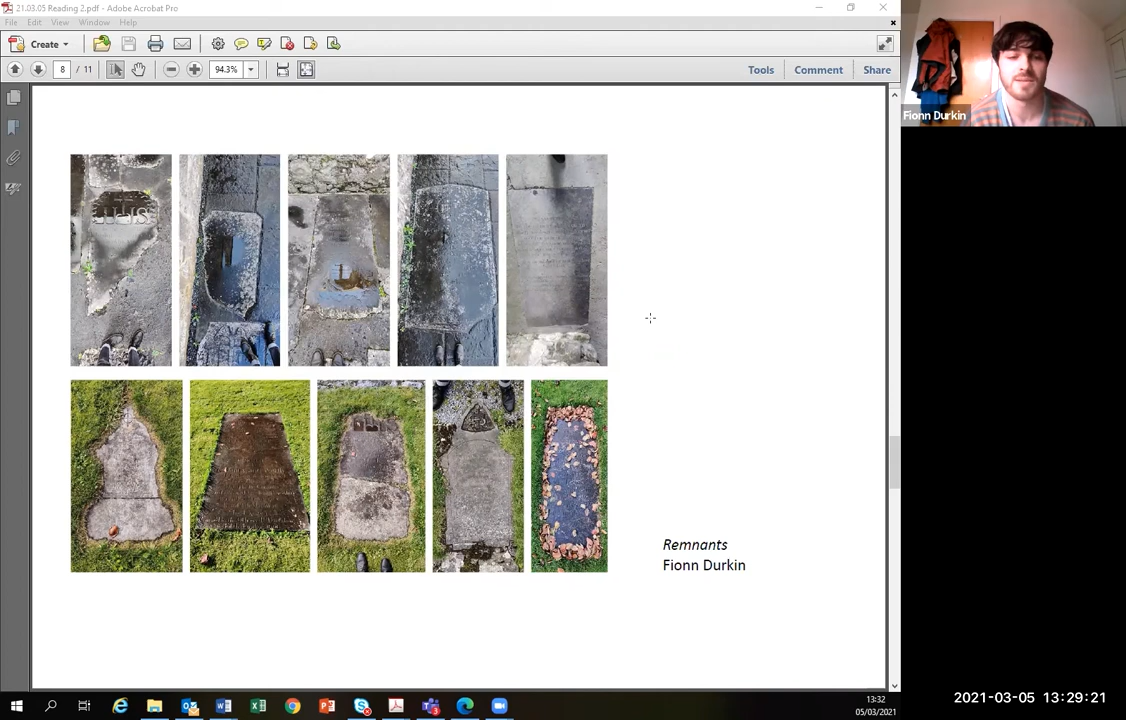 21.03.05 Reading 2.pdf - Adobe Acrobat Pro
File Edit View Window Help
Create
8 / 11
94.3%
Tools Comment Share
Fionn Durkin
Remnants
Fionn Durkin
13:32
05/03/2021
2021-03-05 13:29:21